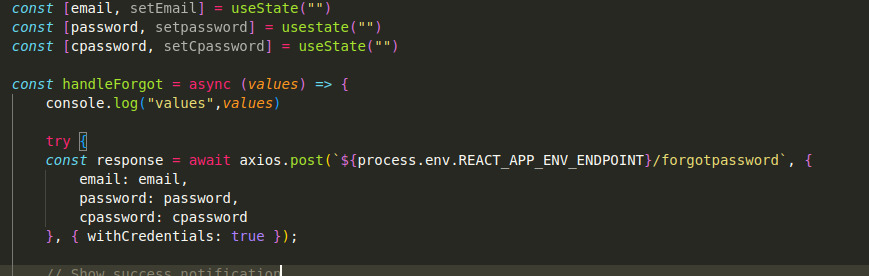 const [email, setEmail] = useState("")
const [password, setpassword] = usestate("")
const [cpassword, setCpassword] = useState("")
const handleForgot = async (values) => {
console.log("values",values)
try {
const response = await axios.post(`${process.env.REACT_APP_ENV_ENDPOINT}/forgotpassword`, {
email: email,
password: password,
cpassword: cpassword
}, { withCredentials: true });
// Show success notification